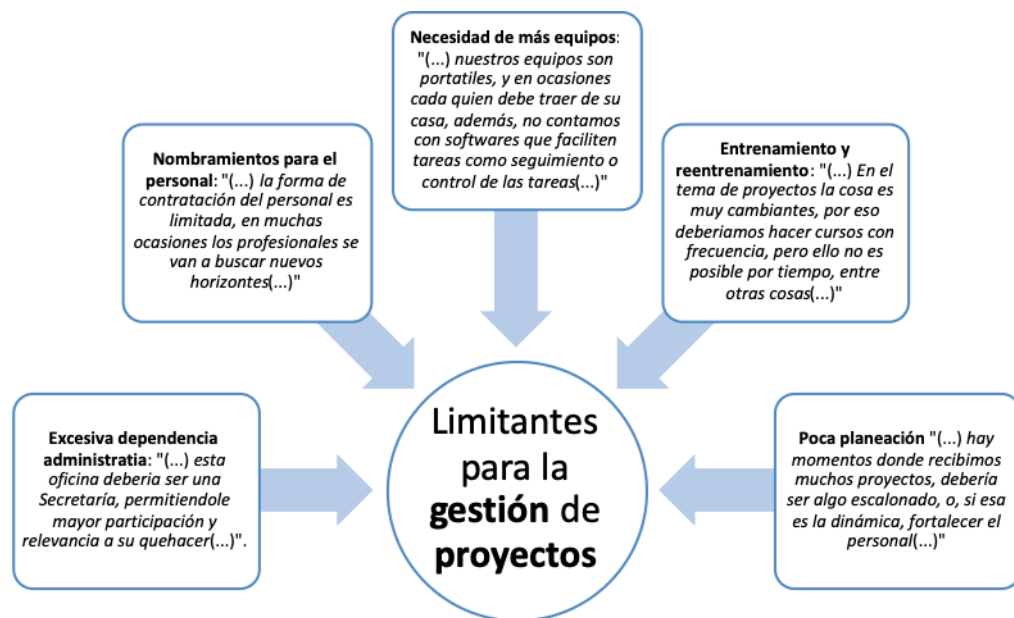 Necesidad de más equipos:
"(...) nuestros equipos son
portatiles, y en ocasiones
cada quien debe traer de su
casa, además, no contamos
con softwares que faciliten
tareas como seguimiento o
control de las tareas(...)"
Nombramientos para el
personal: "(...) la forma de
contratación del personal es
limitada, en muchas
ocasiones los profesionales se
van a buscar nuevos
horizontes(...)"
Entrenamiento y
reentrenamiento: "(...) En el
tema de proyectos la cosa es
muy cambiantes, por eso
deberiamos hacer cursos con
frecuencia, pero ello no es
posible por tiempo, entre
otras cosas(...)"
Excesiva dependencia
administratia: "(...) esta
oficina deberia ser una
Secretaría, permitiendole
mayor participación y
relevancia a su quehacer(...)".
Limitantes
para la
gestión de
proyectos
Poca planeación "(...) hay
momentos donde recibimos
muchos proyectos, debería
ser algo escalonado, o, si esa
es la dinámica, fortalecer el
personal(...)"